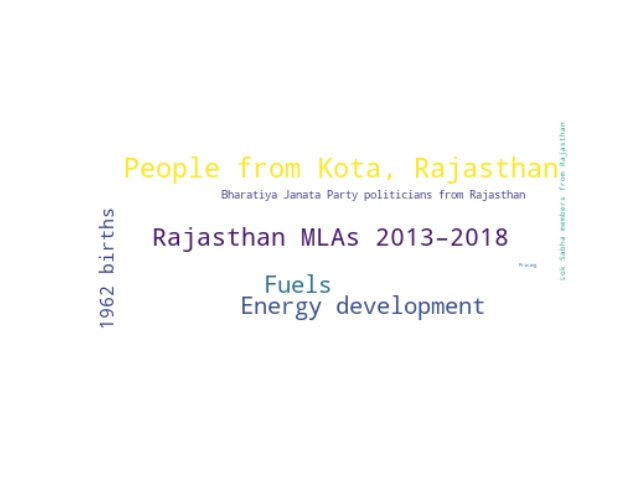 People from Kota, Rajasthan
Bharatiya Janata Party politicians from Rajasthan
Lok Sabha members from Rajasthan
1962 births
Rajasthan MLAs 2013–2018
Pricing
Fuels
Energy development